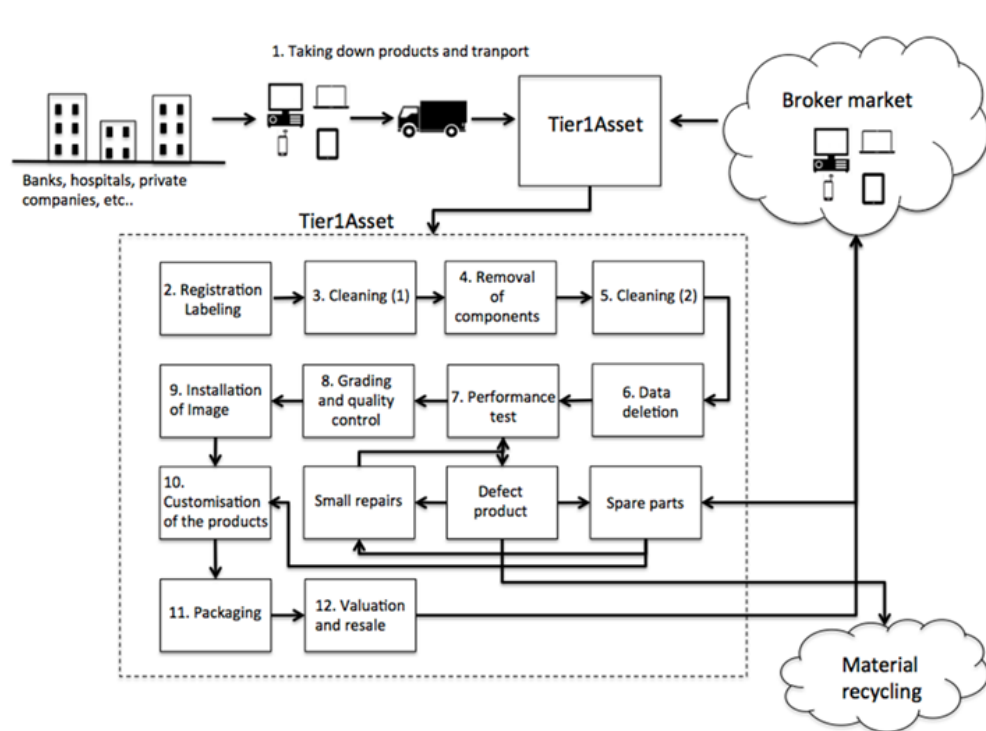 1. Taking down products and tranport
Tier1Asset
Broker market
Banks, hospitals, private
companies, etc..
Tier1Asset
2. Registration
Labeling
3. Cleaning (1)
4. Removal
of
components
5. Cleaning (2)
9. Installation
of Image
8. Grading
and quality
control
7. Performance
test
6. Data
deletion
10.
Customisation
of the products
Small repairs
Defect
product
Spare parts
11. Packaging
12. Valuation
and resale
Material
recycling